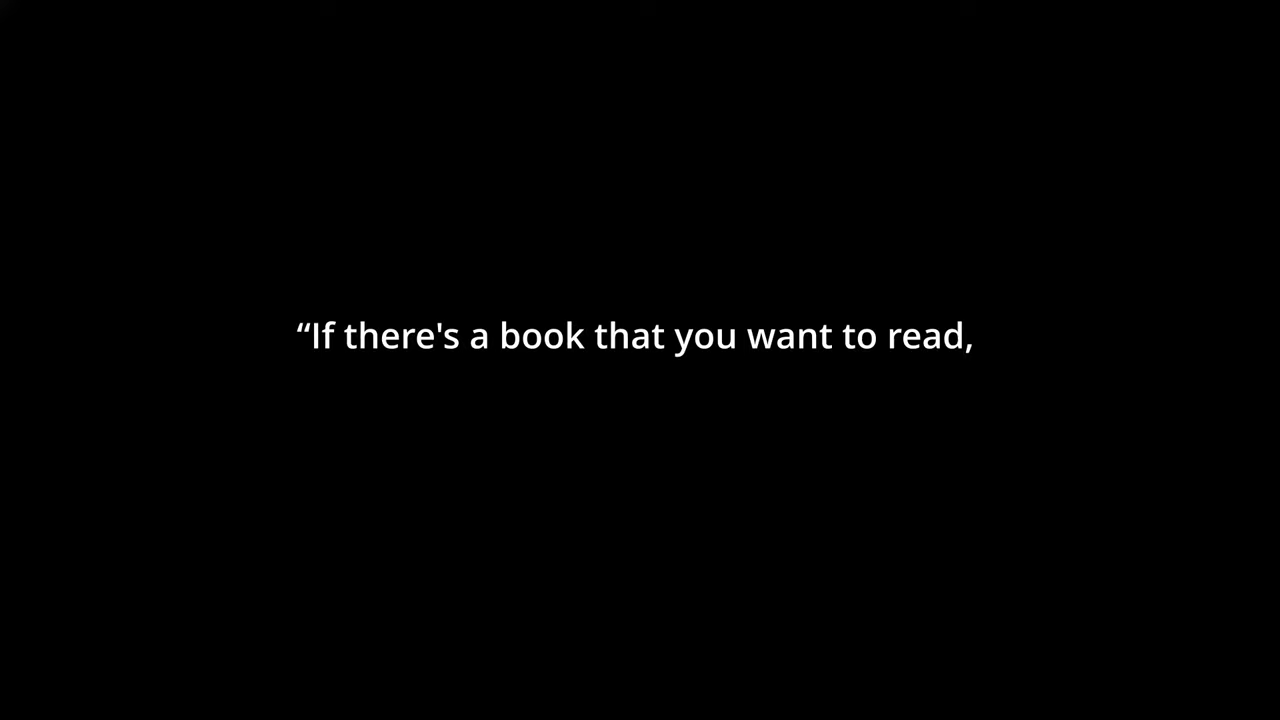 “If there's a book that you want to read,